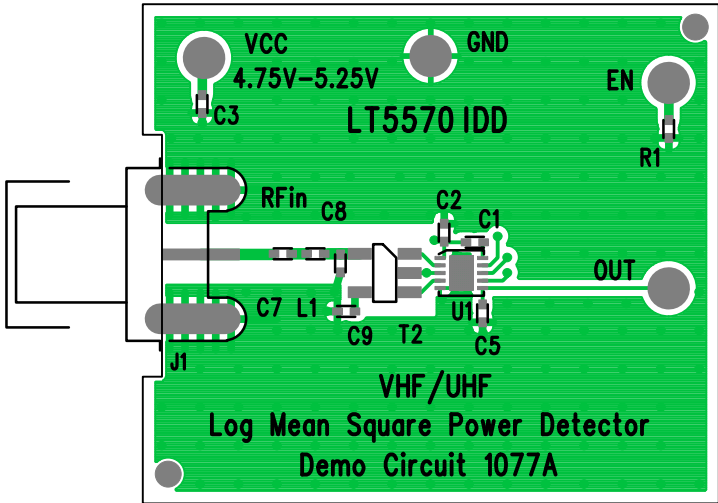 VCC
GND
4.75V-5.25V
EN
C3
LT5570 IDD
R1
RFin
C8
C2
C1
OUT
C7
L1
C9
T2
U1
C5
J1
VHF/UHF
Log Mean Square Power Detector
Demo Circuit 1077A